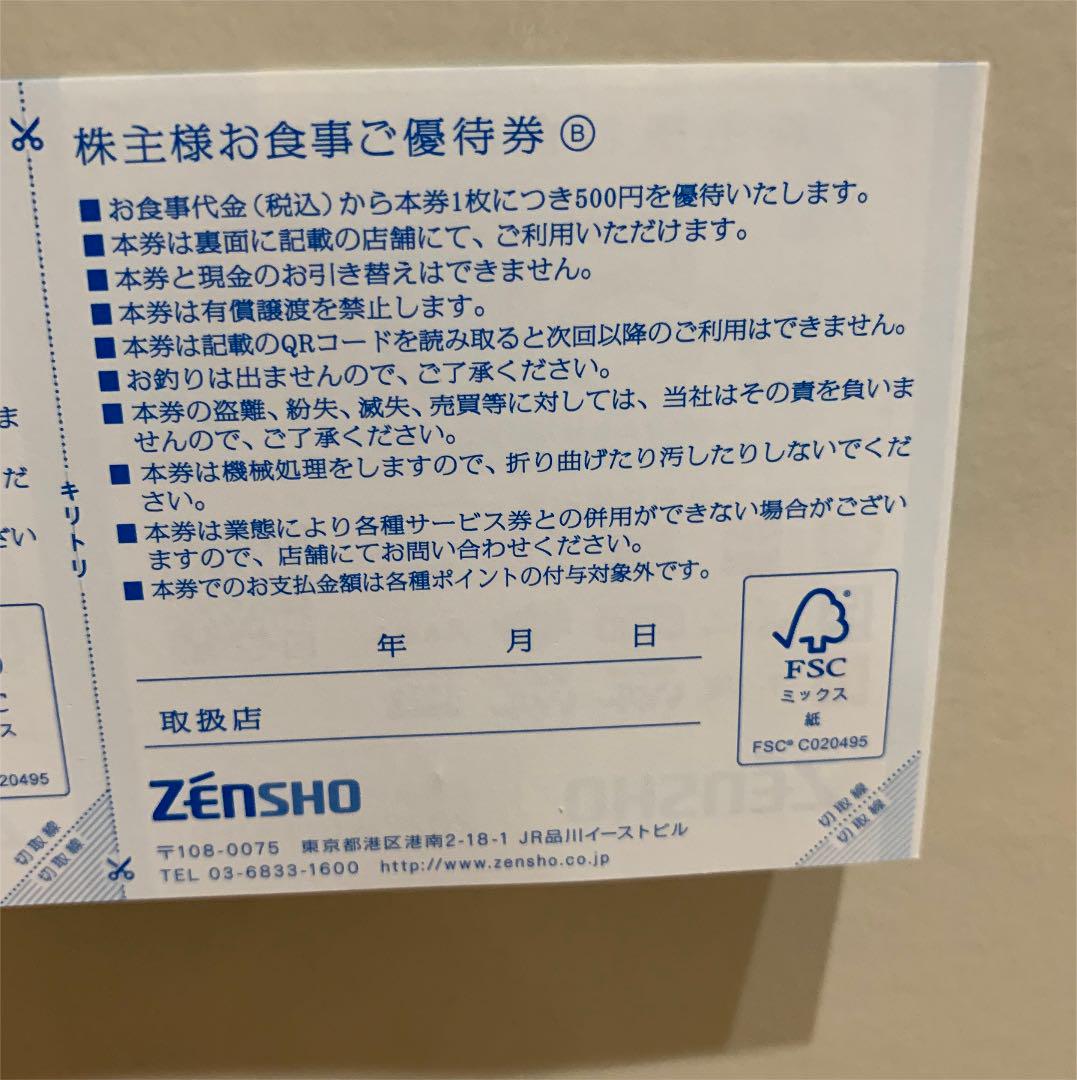 株主様お食事ご優待券 Ⓑ
■お食事代金(税込)から本券1枚につき500円を優待いたします。
■本券は裏面に記載の店舗にて、ご利用いただけます。
■本券と現金のお引き替えはできません。
■本券は有償譲渡を禁止します。
■本券は記載のQRコードを読み取ると次回以降のご利用はできません。
■お釣りは出ませんので、ご了承ください。
■本券の盗難、紛失、滅失、売買等に対しては、当社はその責を負いま
せんので、ご了承ください。
■本券は機械処理をしますので、折り曲げたり汚したりしないでくだ
さい。
■本券は業態により各種サービス券との併用ができない場合がござい
ますので、店舗にてお問い合わせください。
■本券でのお支払金額は各種ポイントの付与対象外です。
年 月 日
取扱店
FSC
ミックス
紙
FSC® C020495
ZENSHO
〒108-0075 東京都港区港南2-18-1 JR品川イーストビル
TEL 03-6833-1600 http://www.zensho.co.jp
切取線
切取線
キリトリ
ま
だ
ざい
ス
20495
切取線
切取線